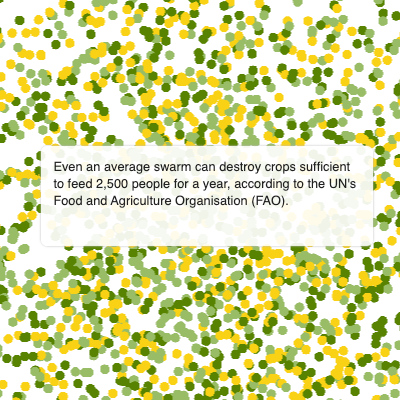 Even an average swarm can destroy crops sufficient
to feed 2,500 people for a year, according to the UN's
Food and Agriculture Organisation (FAO).